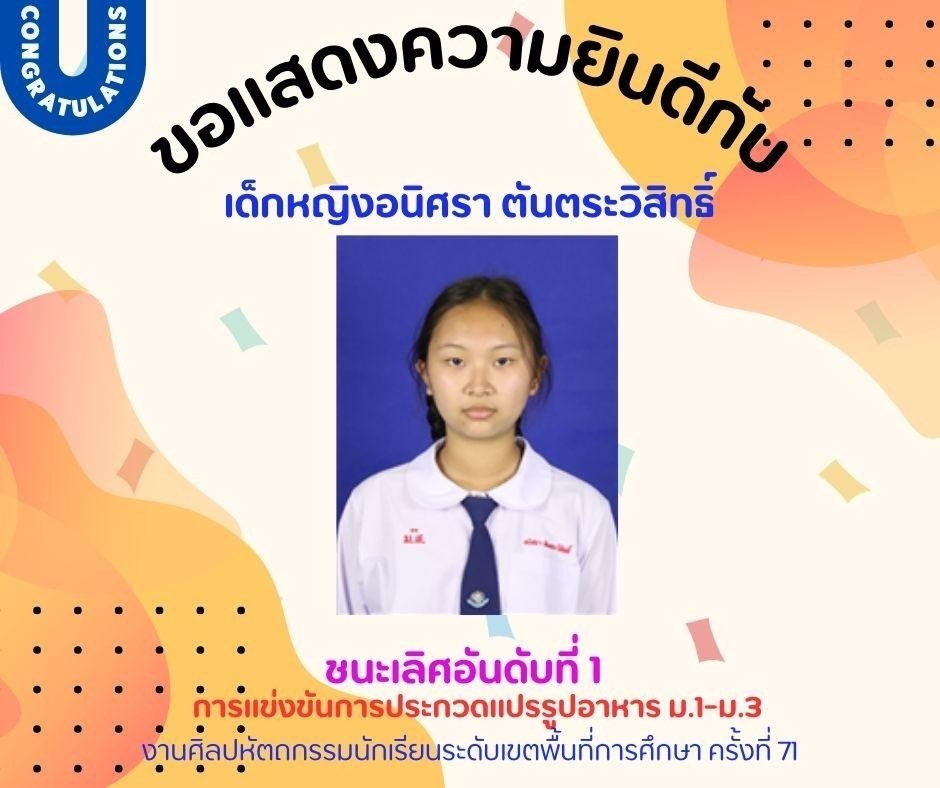 CONGRATULATIONS
ขอแสดงความยินดีกับ
เด็กหญิงอนิศรา ตันตระวิสิทธิ์
ม.ส.
ชนะเลิศอันดับที่ 1
การแข่งขันการประกวดแปรรูปอาหาร ม.1-ม.3
งานศิลปหัตถกรรมนักเรียนระดับเขตพื้นที่การศึกษา ครั้งที่ 71